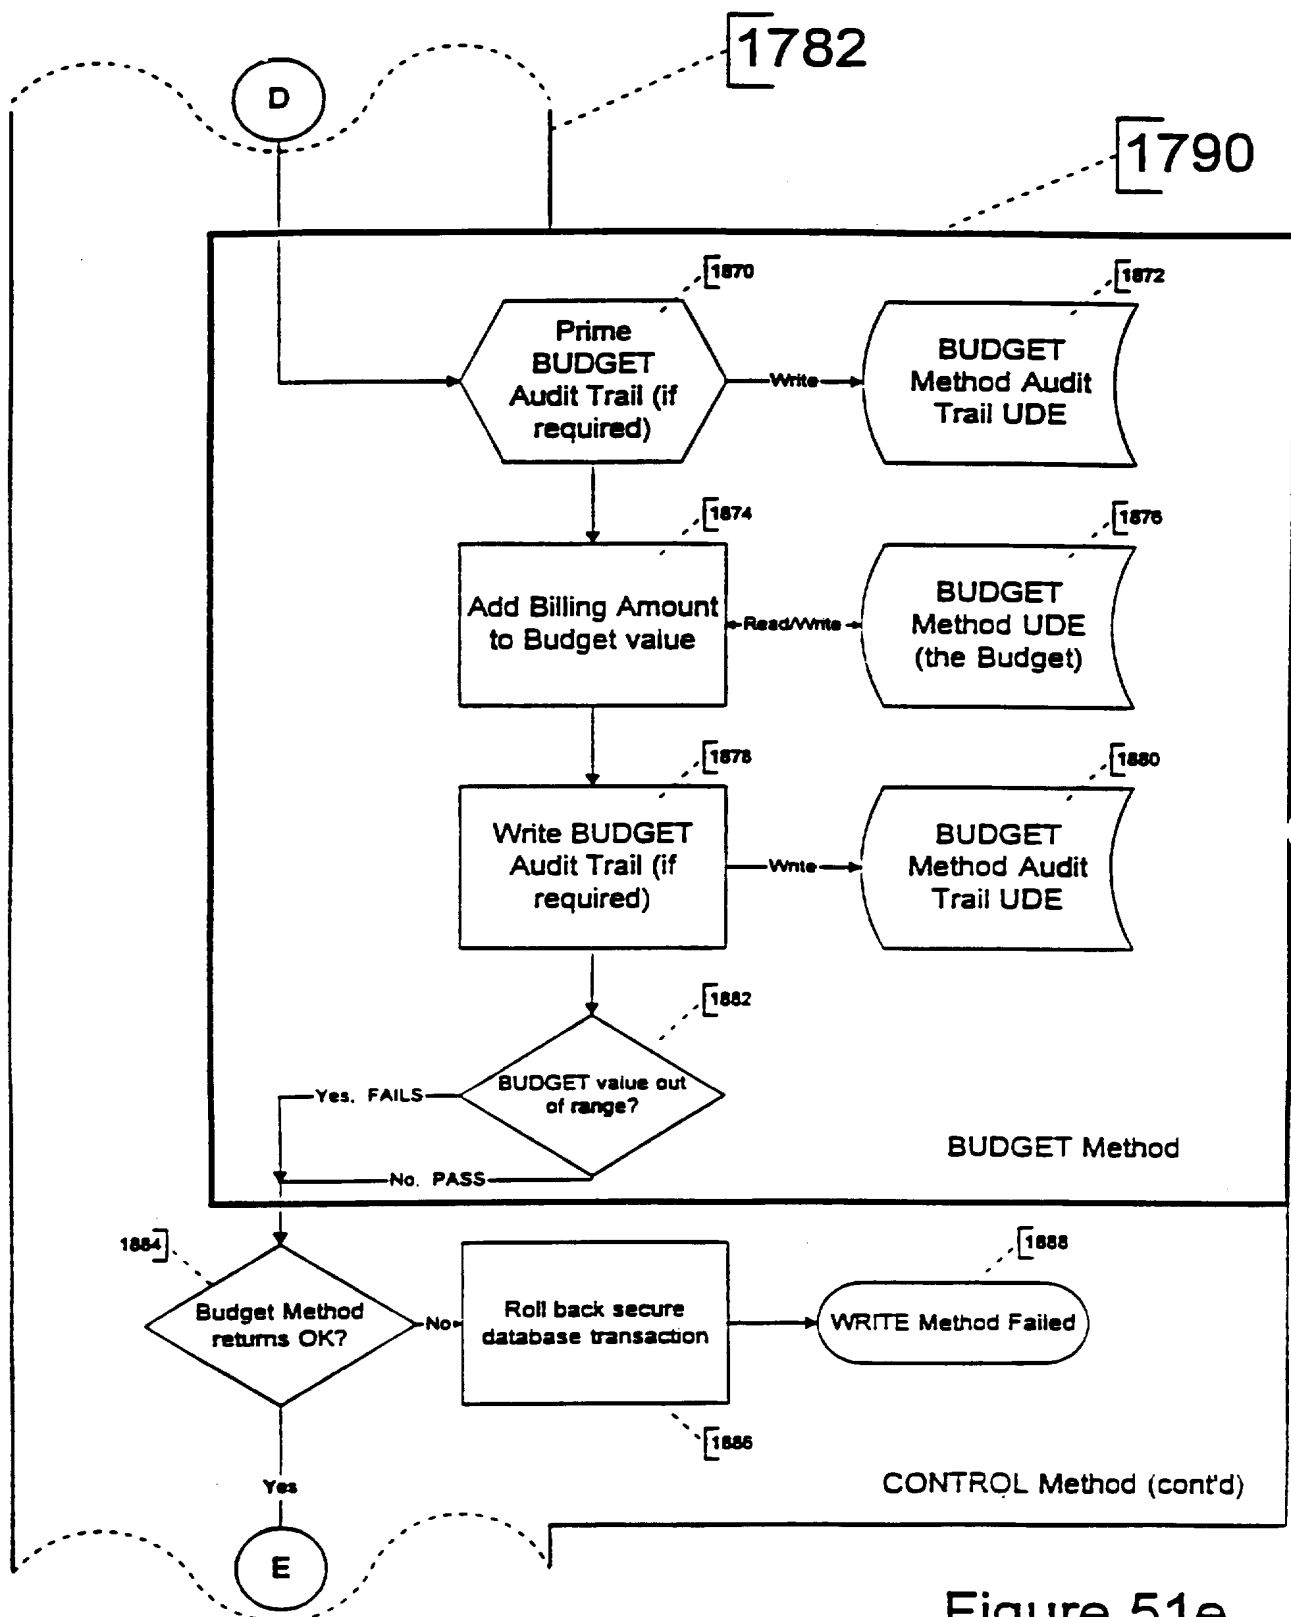 1782
D
1790
1870
1872
Prime
BUDGET
Audit Trail (if
required)
Write
BUDGET
Method Audit
Trail UDE
1874
1876
Add Billing Amount
to Budget value
Read/Write
BUDGET
Method UDE
(the Budget)
1878
1880
Write BUDGET
Audit Trail (if
required)
Write
BUDGET
Method Audit
Trail UDE
1882
BUDGET value out
of range?
Yes, FAILS
No, PASS
BUDGET Method
1884
1888
Budget Method
returns OK?
No
Roll back secure
database transaction
WRITE Method Failed
1886
Yes
CONTROL Method (cont'd)
E
Figure 51e